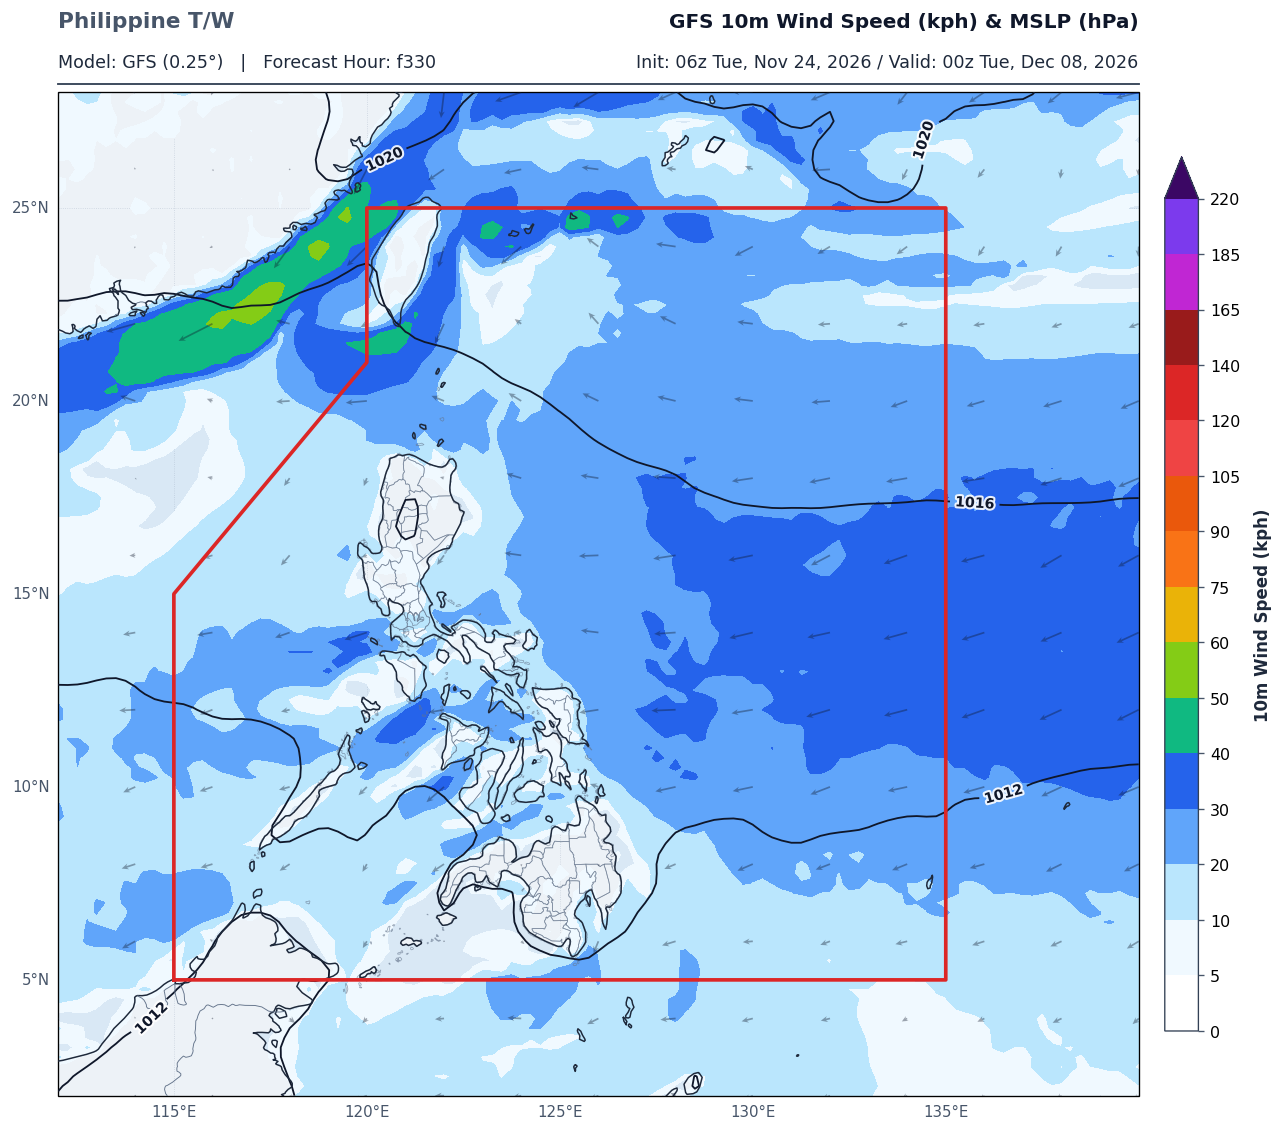 Philippine T/W
GFS 10m Wind Speed (kph) & MSLP (hPa)
Model: GFS (0.25°)   |   Forecast Hour: f330
Init: 06z Tue, Nov 24, 2026 / Valid: 00z Tue, Dec 08, 2026
1020
1020
1016
1012
1012
25°N
20°N
15°N
10°N
5°N
115°E
120°E
125°E
130°E
135°E
220
185
165
140
120
105
90
75
60
50
40
30
20
10
5
0
10m Wind Speed (kph)